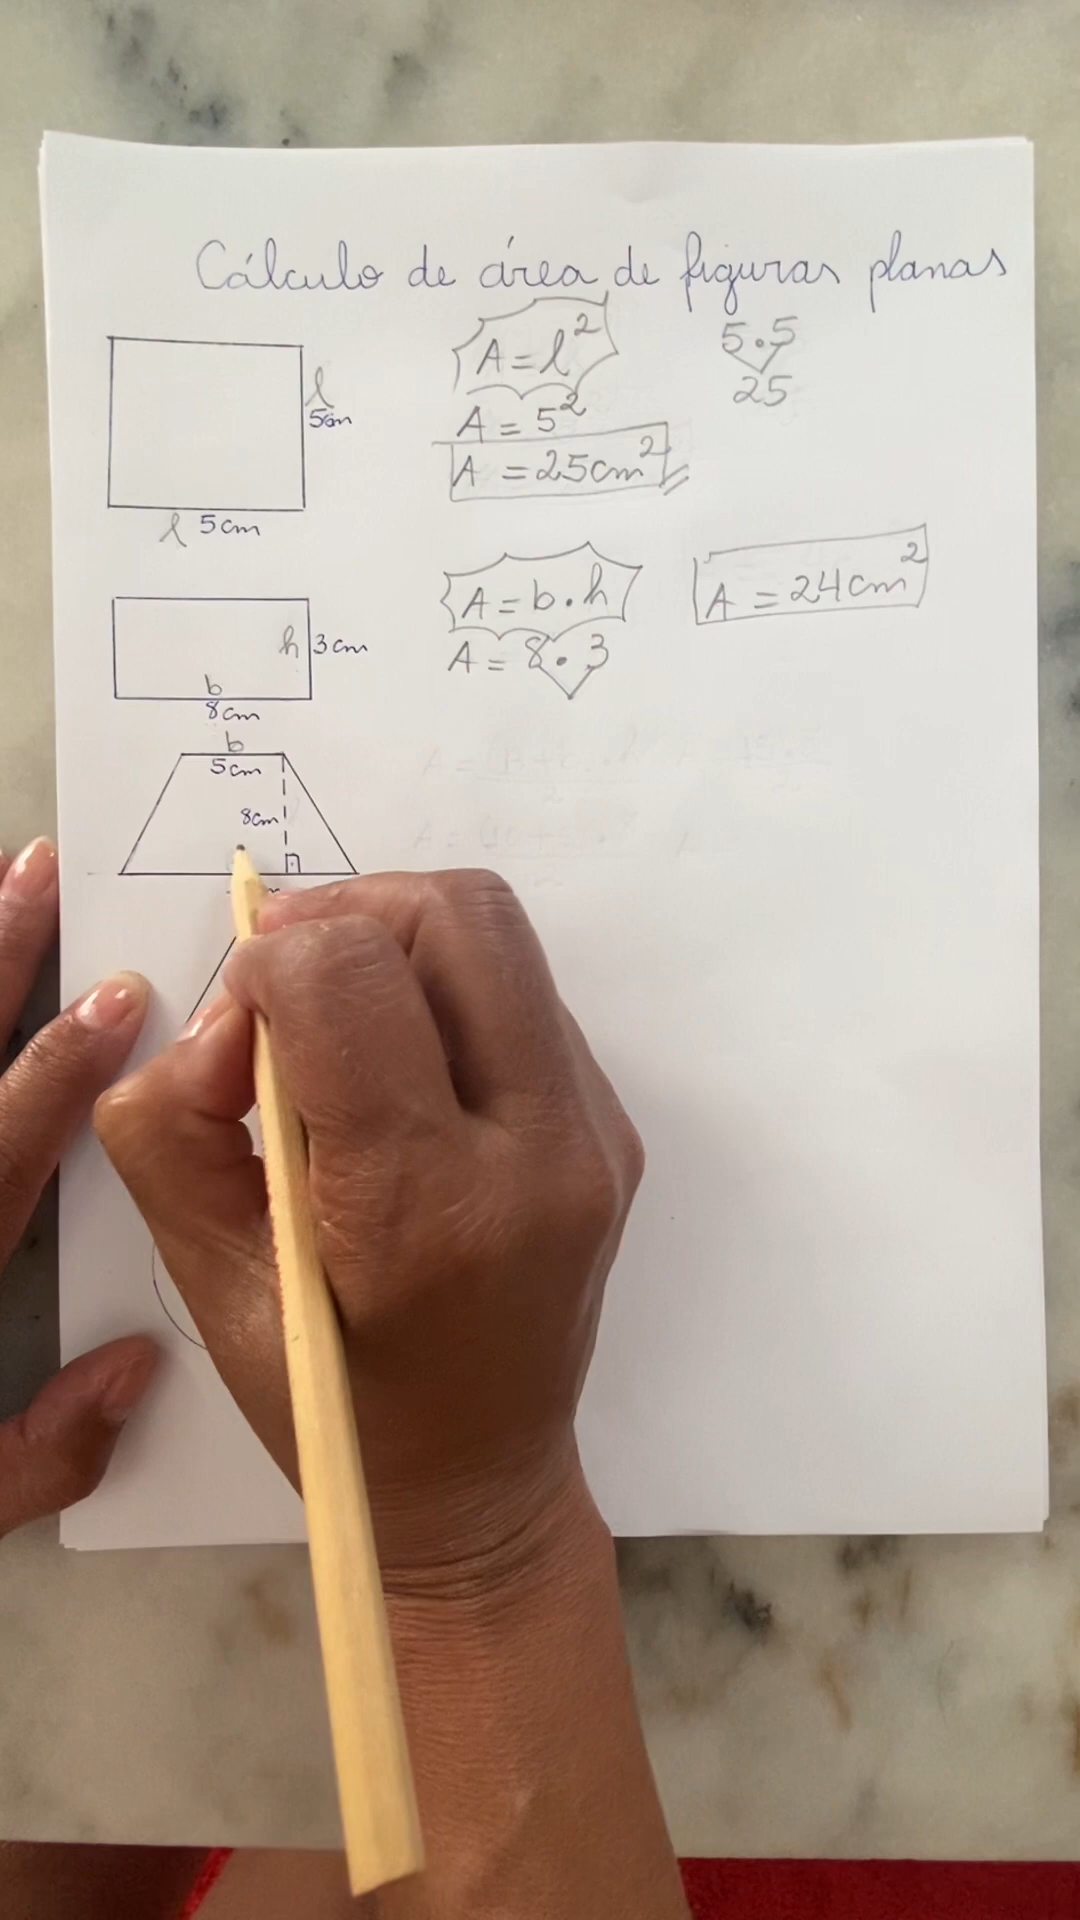 Cálculo de área de figuras planas
A = l²
5.5
25
l
5cm
A = 5²
A = 25cm²
l 5cm
A = b.h
A = 24cm²
h 3cm
A = 8.3
b
8cm
b
5cm
8cm